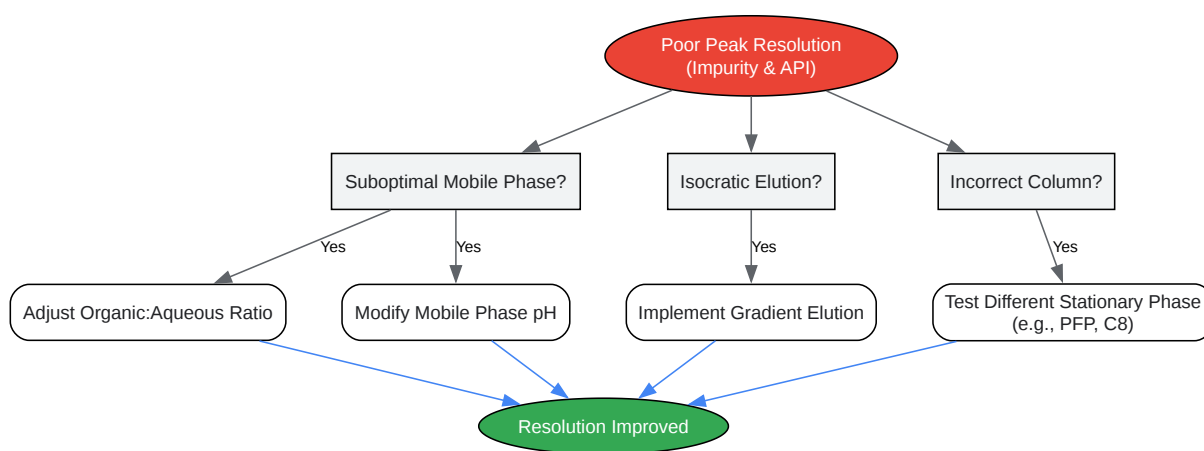 Poor Peak Resolution
(Impurity & API)
Suboptimal Mobile Phase?
Isocratic Elution?
Incorrect Column?
Yes
Yes
Yes
Yes
Adjust Organic:Aqueous Ratio
Modify Mobile Phase pH
Implement Gradient Elution
Test Different Stationary Phase
(e.g., PFP, C8)
Resolution Improved